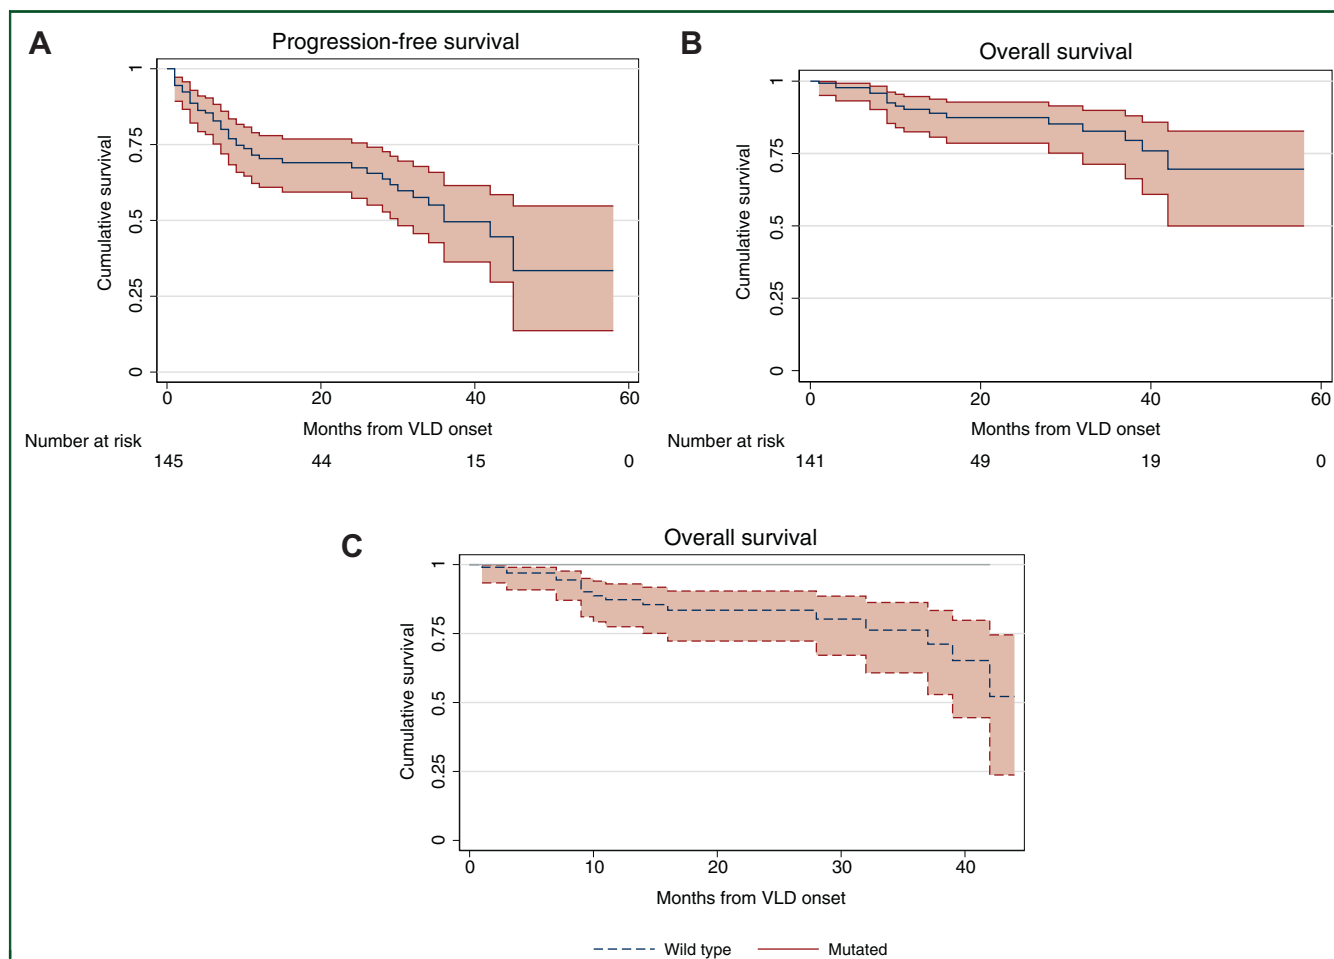 A
Progression-free survival
Cumulative survival
1
0.75
0.5
0.25
0
0 20 40 60
Months from VLD onset
Number at risk
145 44 15 0
B
Overall survival
Cumulative survival
1
0.75
0.5
0.25
0
0 20 40 60
Months from VLD onset
Number at risk
141 49 19 0
C
Overall survival
Cumulative survival
1
0.75
0.5
0.25
0
0 10 20 30 40
Months from VLD onset
Wild type Mutated